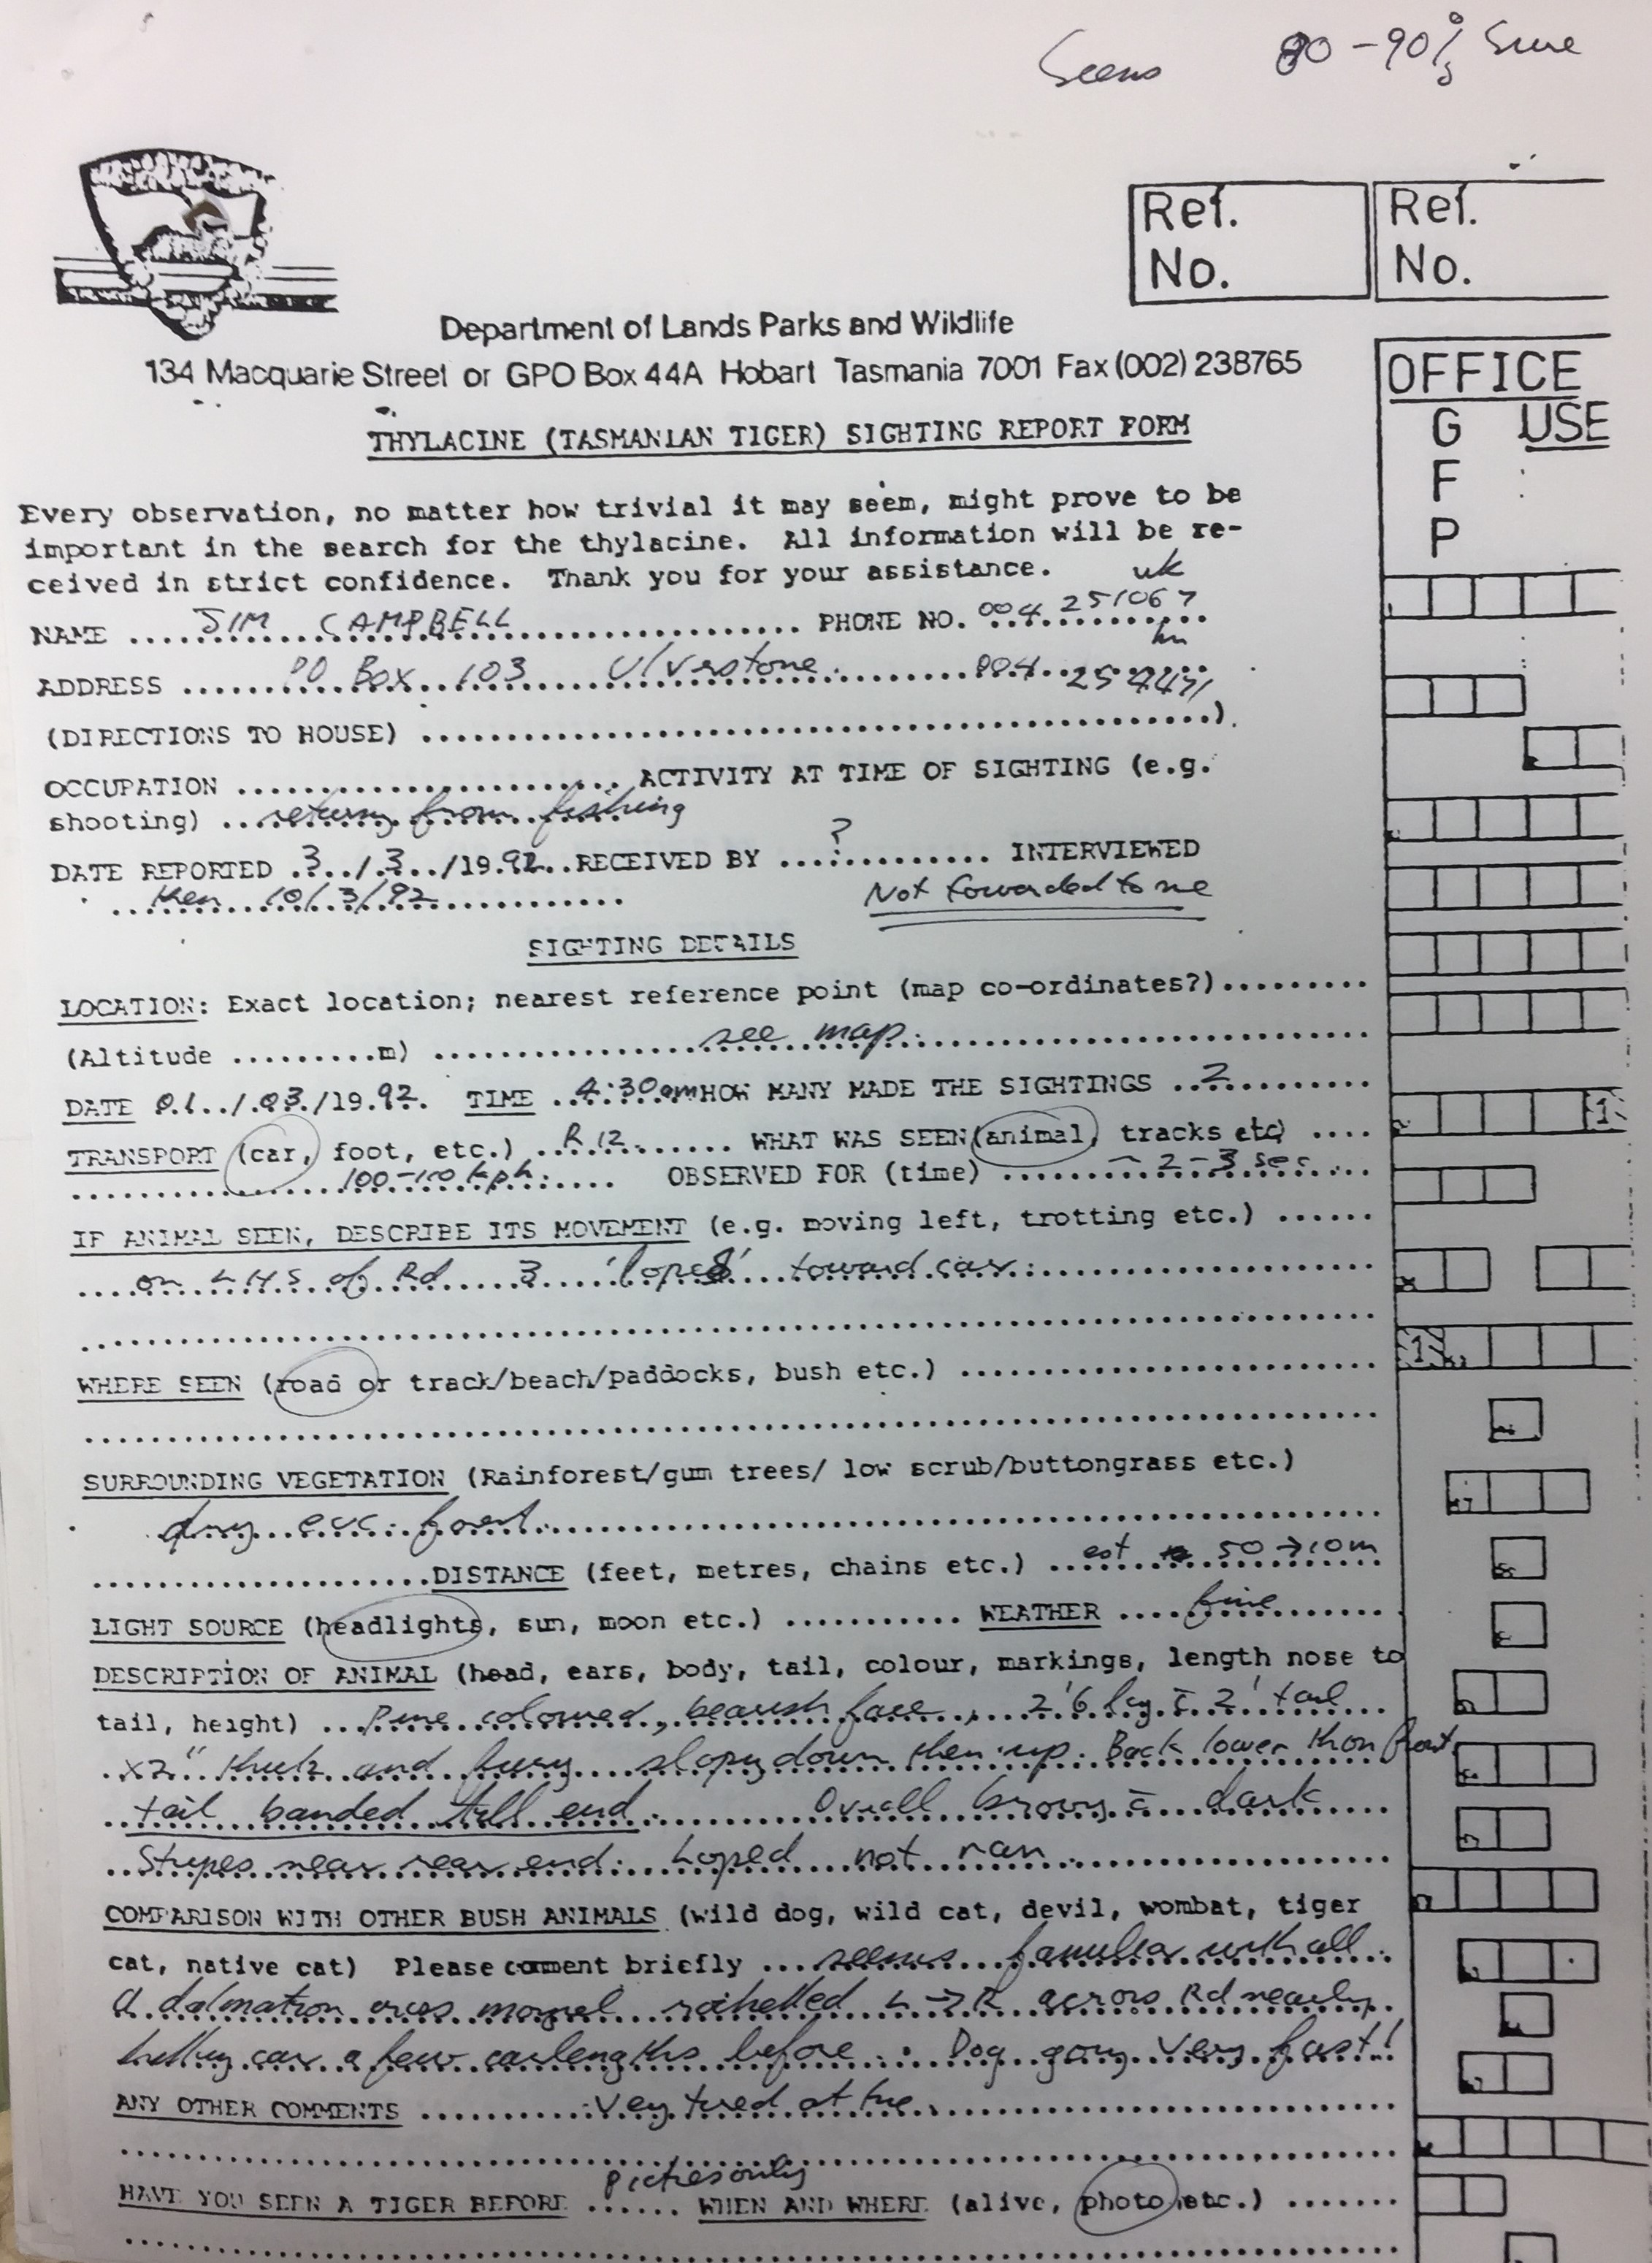 Seems 80-90% Sure
Ref. Ref.
No. No.
Department of Lands Parks and Wildlife
134 Macquarie Street or GPO Box 44A Hobart Tasmania 7001 Fax (002) 238765
OFFICE
G USE
F
P
THYLACINE (TASMANIAN TIGER) SIGHTING REPORT FORM
Every observation, no matter how trivial it may seem, might prove to be
important in the search for the thylacine. All information will be re-
ceived in strict confidence. Thank you for your assistance.
wk
NAME JIM CAMPBELL PHONE NO. 004 251067
hm
ADDRESS PO Box 103 Ulverstone. 004
(DIRECTIONS TO HOUSE) ).
OCCUPATION ACTIVITY AT TIME OF SIGHTING (e.g.
shooting) from fishing
DATE REPORTED 3/3/1992 RECEIVED BY ? INTERVIEWED
then 10/3/92 Not forwarded to me
SIGHTING DETAILS
LOCATION: Exact location; nearest reference point (map co-ordinates?)
(Altitude m) see map.
DATE 01/03/1992. TIME 4:30am HOW MANY MADE THE SIGHTINGS 2
TRANSPORT (car, foot, etc.) R12. WHAT WAS SEEN (animal, tracks etc)
100-110 kph. OBSERVED FOR (time) ~ 2-3 sec.
IF ANIMAL SEEN, DESCRIBE ITS MOVEMENT (e.g. moving left, trotting etc.)
on L.H.S of Rd 3 'lopes' toward car.
WHERE SEEN (road or track/beach/paddocks, bush etc.)
SURROUNDING VEGETATION (Rainforest/gum trees/ low scrub/buttongrass etc.)
dry euc. forest.
DISTANCE (feet, metres, chains etc.) est 50 → 10m
LIGHT SOURCE (headlights, sun, moon etc.) WEATHER fine
DESCRIPTION OF ANIMAL (head, ears, body, tail, colour, markings, length nose to
tail, height) coloured, bearish face, 2'6 c̄ 2' tail
x2" thick and furry slopy down then up. Back lower than front.
tail banded till end. Overall brown c̄ dark
Stripes near rear end. Loped not ran.
COMPARISON WITH OTHER BUSH ANIMALS (wild dog, wild cat, devil, wombat, tiger
cat, native cat) Please comment briefly seems familiar with all.
A dalmation cross mongrel L → R across Rd nearly
hitting car a few carlengths before. Dog going very fast!
ANY OTHER COMMENTS Very tired at time.
Pictures only
HAVE YOU SEEN A TIGER BEFORE WHEN AND WHERE (alive, photo etc.)